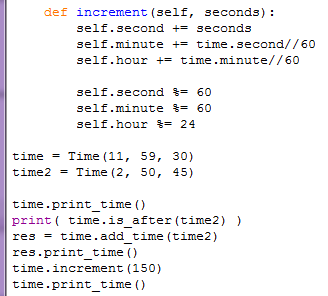 def increment(self, seconds):
        self.second += seconds
        self.minute += time.second//60
        self.hour += time.minute//60

        self.second %= 60
        self.minute %= 60
        self.hour %= 24

time = Time(11, 59, 30)
time2 = Time(2, 50, 45)

time.print_time()
print( time.is_after(time2) )
res = time.add_time(time2)
res.print_time()
time.increment(150)
time.print_time()